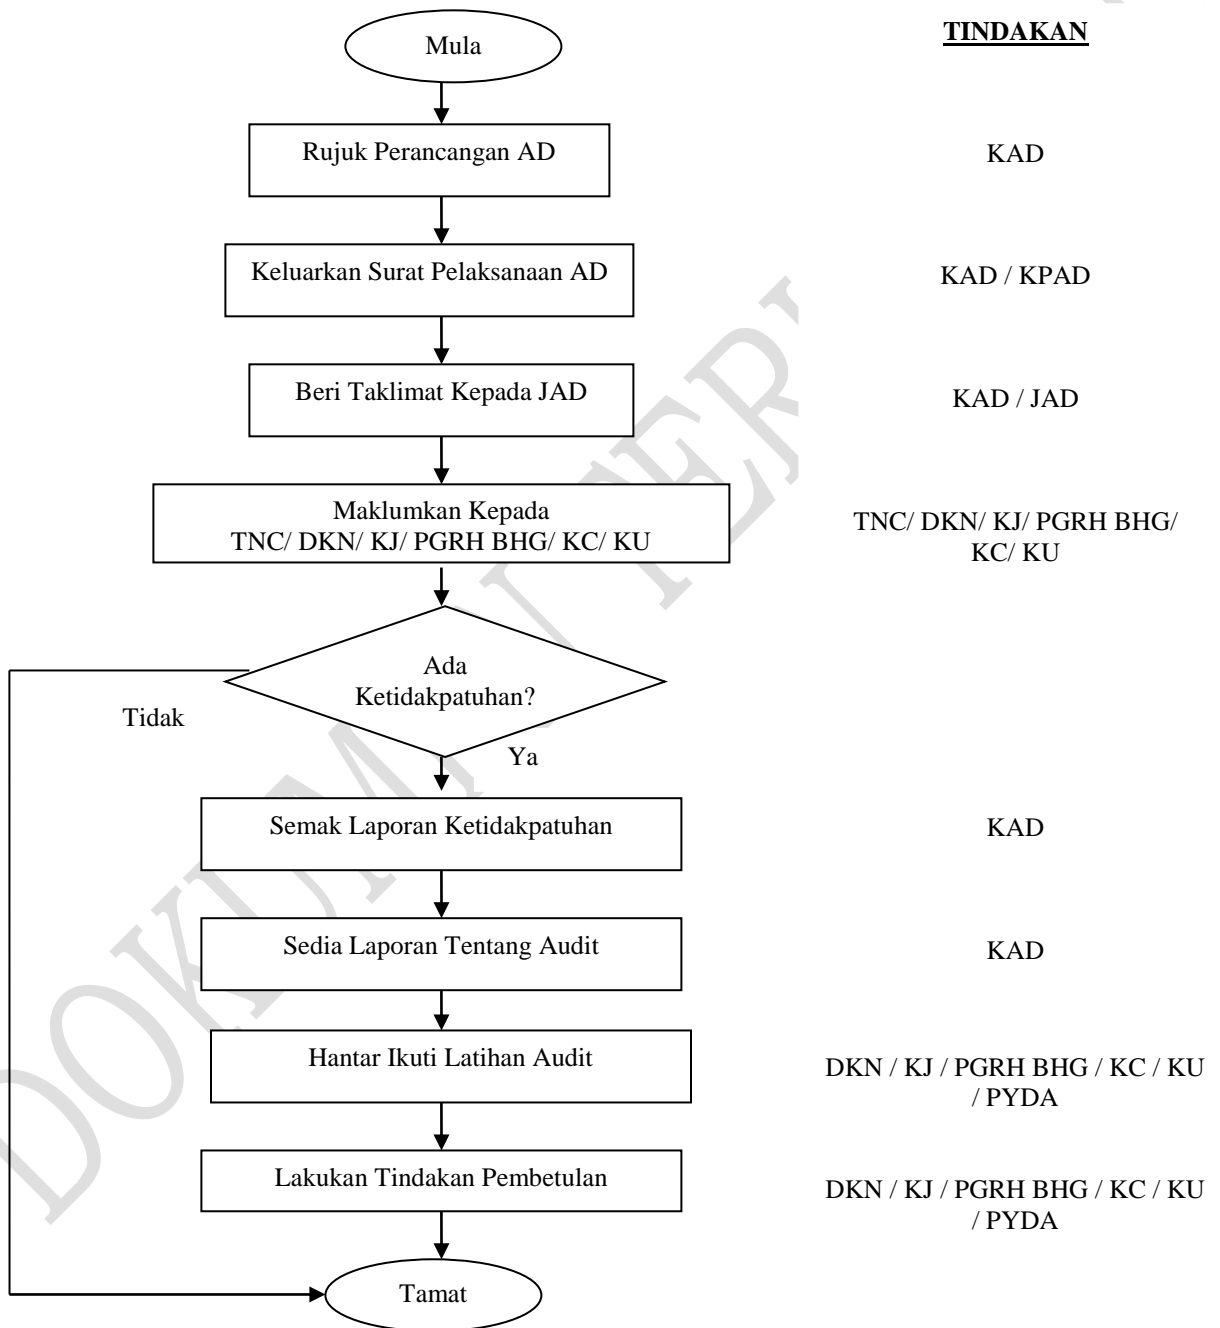 Mula
TINDAKAN
Rujuk Perancangan AD
KAD
Keluarkan Surat Pelaksanaan AD
KAD / KPAD
Beri Taklimat Kepada JAD
KAD / JAD
Maklumkan Kepada
TNC/ DKN/ KJ/ PGRH BHG/ KC/ KU
TNC/ DKN/ KJ/ PGRH BHG/
KC/ KU
Ada
Ketidakpatuhan?
Tidak
Ya
Semak Laporan Ketidakpatuhan
KAD
Sedia Laporan Tentang Audit
KAD
Hantar Ikuti Latihan Audit
DKN / KJ / PGRH BHG / KC / KU
/ PYDA
Lakukan Tindakan Pembetulan
DKN / KJ / PGRH BHG / KC / KU
/ PYDA
Tamat